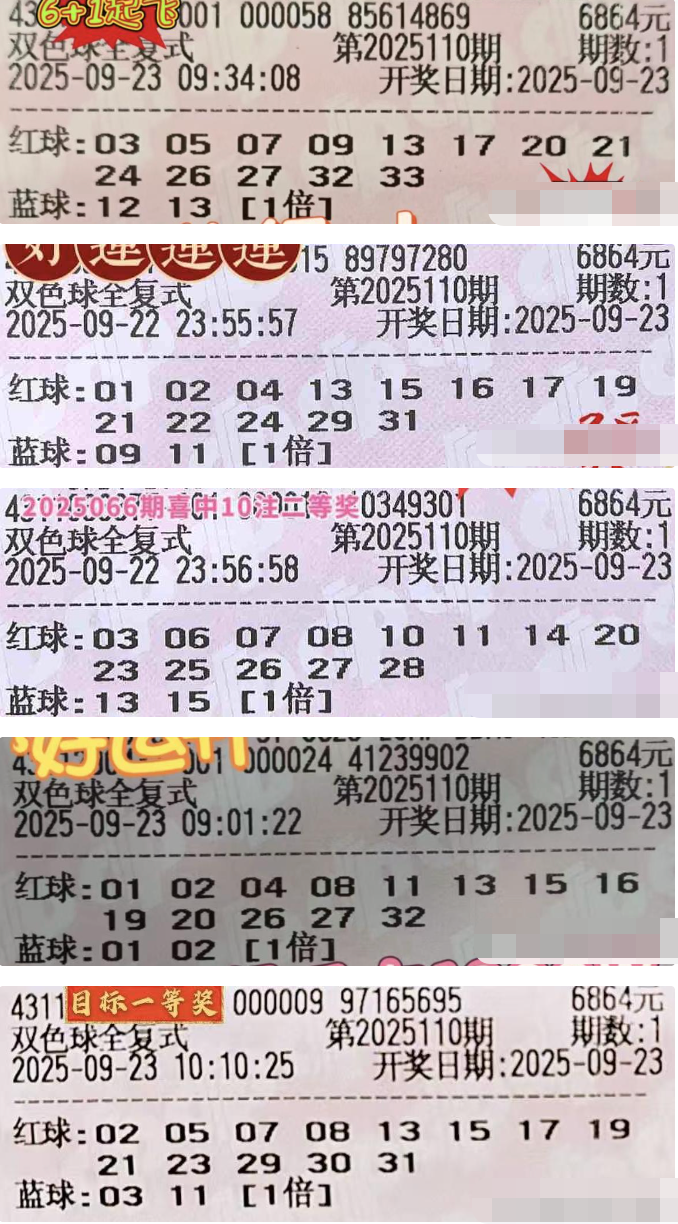 6+1起飞
43 001 000058 85614869 6864元
双色球全复式 第2025110期 期数:1
2025-09-23 09:34:08 开奖日期:2025-09-23
红球:03 05 07 09 13 17 20 21
24 26 27 32 33
蓝球:12 13 [1倍]
好運連運
15 89797280 6864元
双色球全复式 第2025110期 期数:1
2025-09-22 23:55:57 开奖日期:2025-09-23
红球:01 02 04 13 15 16 17 19
21 22 24 29 31
蓝球:09 11 [1倍]
2025066期喜中10注二等奖
10349301 6864元
双色球全复式 第2025110期 期数:1
2025-09-22 23:56:58 开奖日期:2025-09-23
红球:03 06 07 08 10 11 14 20
23 25 26 27 28
蓝球:13 15 [1倍]
好运
001 000024 41239902 6864元
双色球全复式 第2025110期 期数:1
2025-09-23 09:01:22 开奖日期:2025-09-23
红球:01 02 04 08 11 13 15 16
19 20 26 27 32
蓝球:01 02 [1倍]
4311 目标一等奖 000009 97165695 6864元
双色球全复式 第2025110期 期数:1
2025-09-23 10:10:25 开奖日期:2025-09-23
红球:02 05 07 08 13 15 17 19
21 23 29 30 31
蓝球:03 11 [1倍]